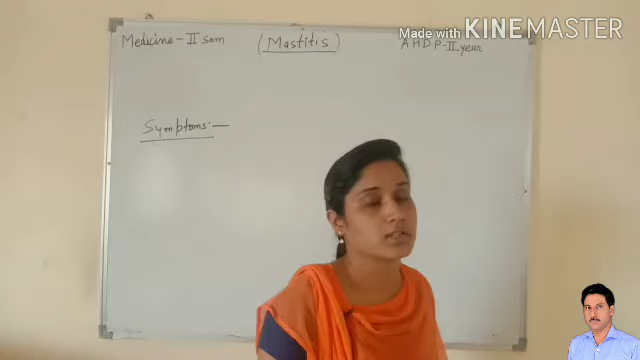 Made with KINEMASTER
Medicine - II sem (Mastitis) AHDP - II year
Symptoms :-